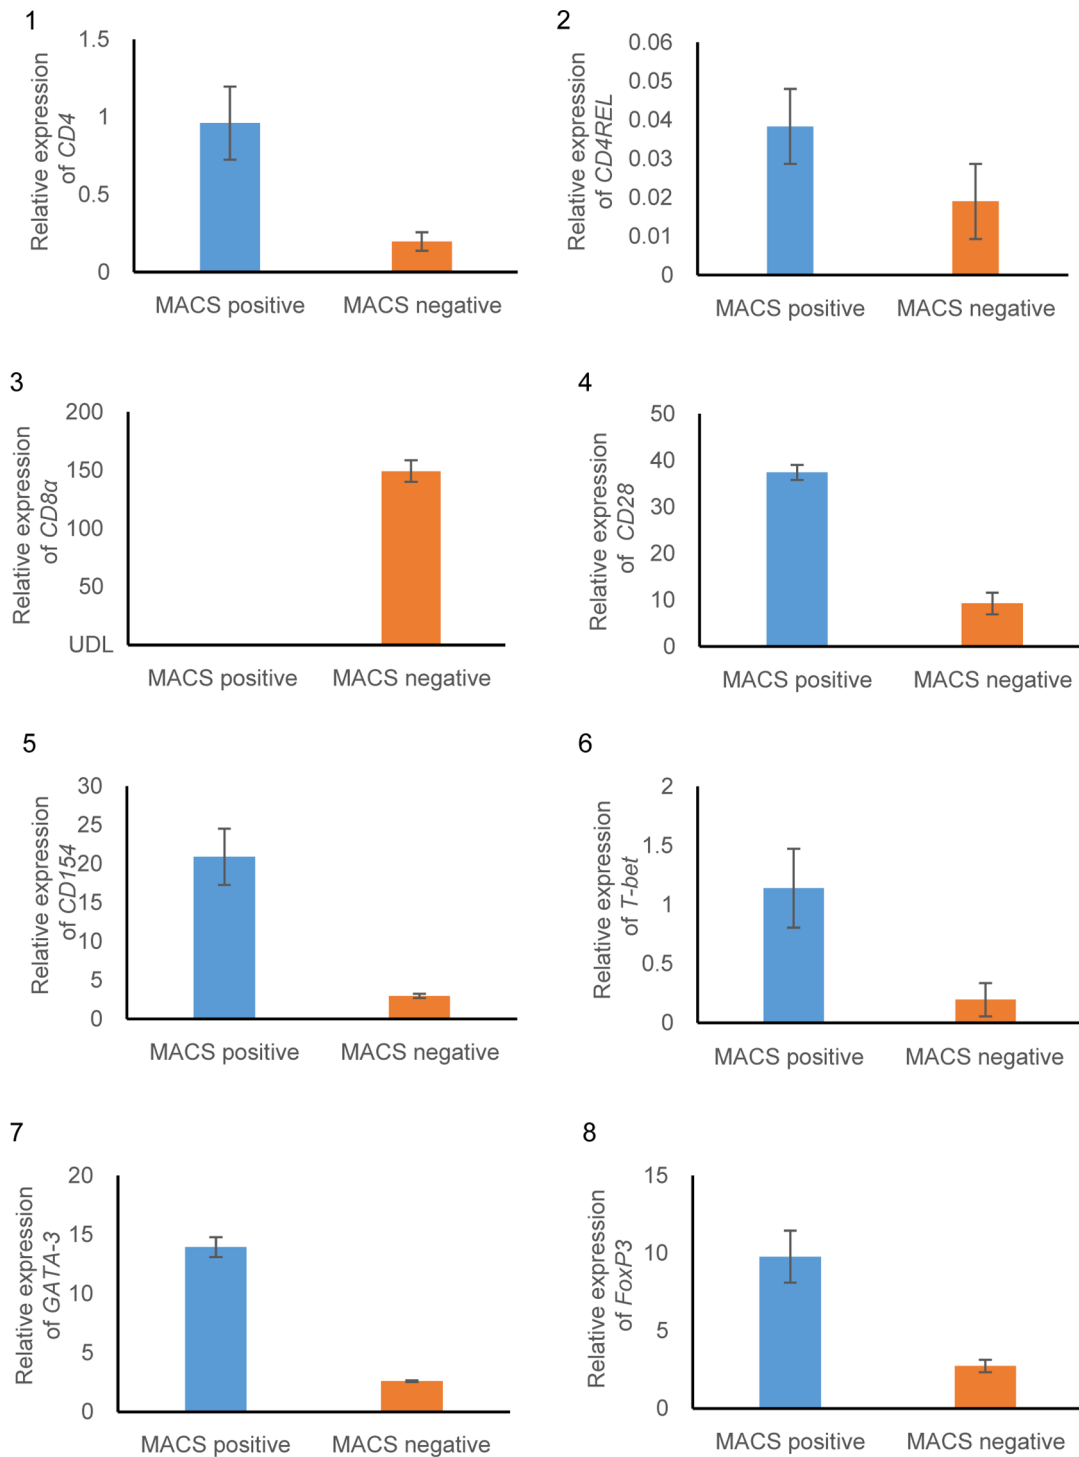 1
Relative expression
of CD4
1.5
1
0.5
0
MACS positive MACS negative
2
Relative expression
of CD4REL
0.06
0.05
0.04
0.03
0.02
0.01
0
MACS positive MACS negative
3
Relative expression
of CD8α
200
150
100
50
UDL
MACS positive MACS negative
4
Relative expression
of CD28
50
40
30
20
10
0
MACS positive MACS negative
5
Relative expression
of CD154
30
25
20
15
10
5
0
MACS positive MACS negative
6
Relative expression
of T-bet
2
1.5
1
0.5
0
MACS positive MACS negative
7
Relative expression
of GATA-3
20
15
10
5
0
MACS positive MACS negative
8
Relative expression
of FoxP3
15
10
5
0
MACS positive MACS negative